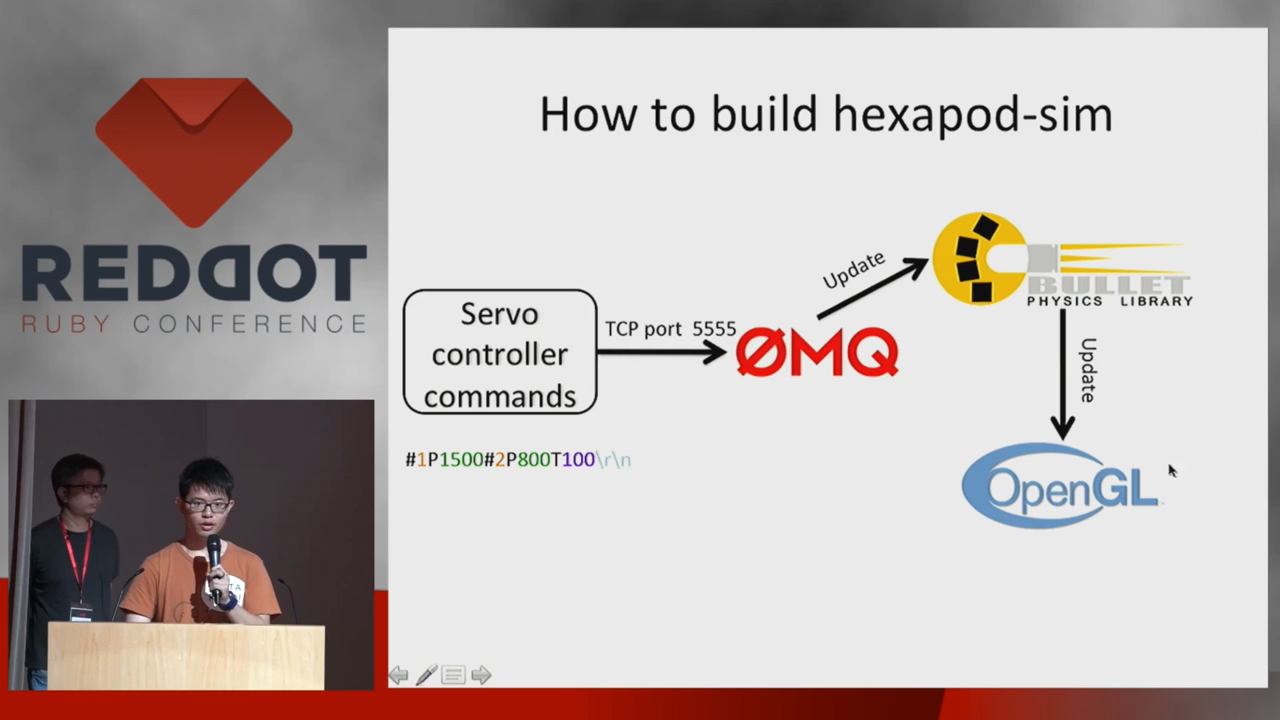 REDDOT
RUBY CONFERENCE
How to build hexapod-sim
Servo
controller
commands
TCP port 5555
ØMQ
Update
BULLET
PHYSICS LIBRARY
Update
OpenGL
#1P1500#2P800T100\r\n